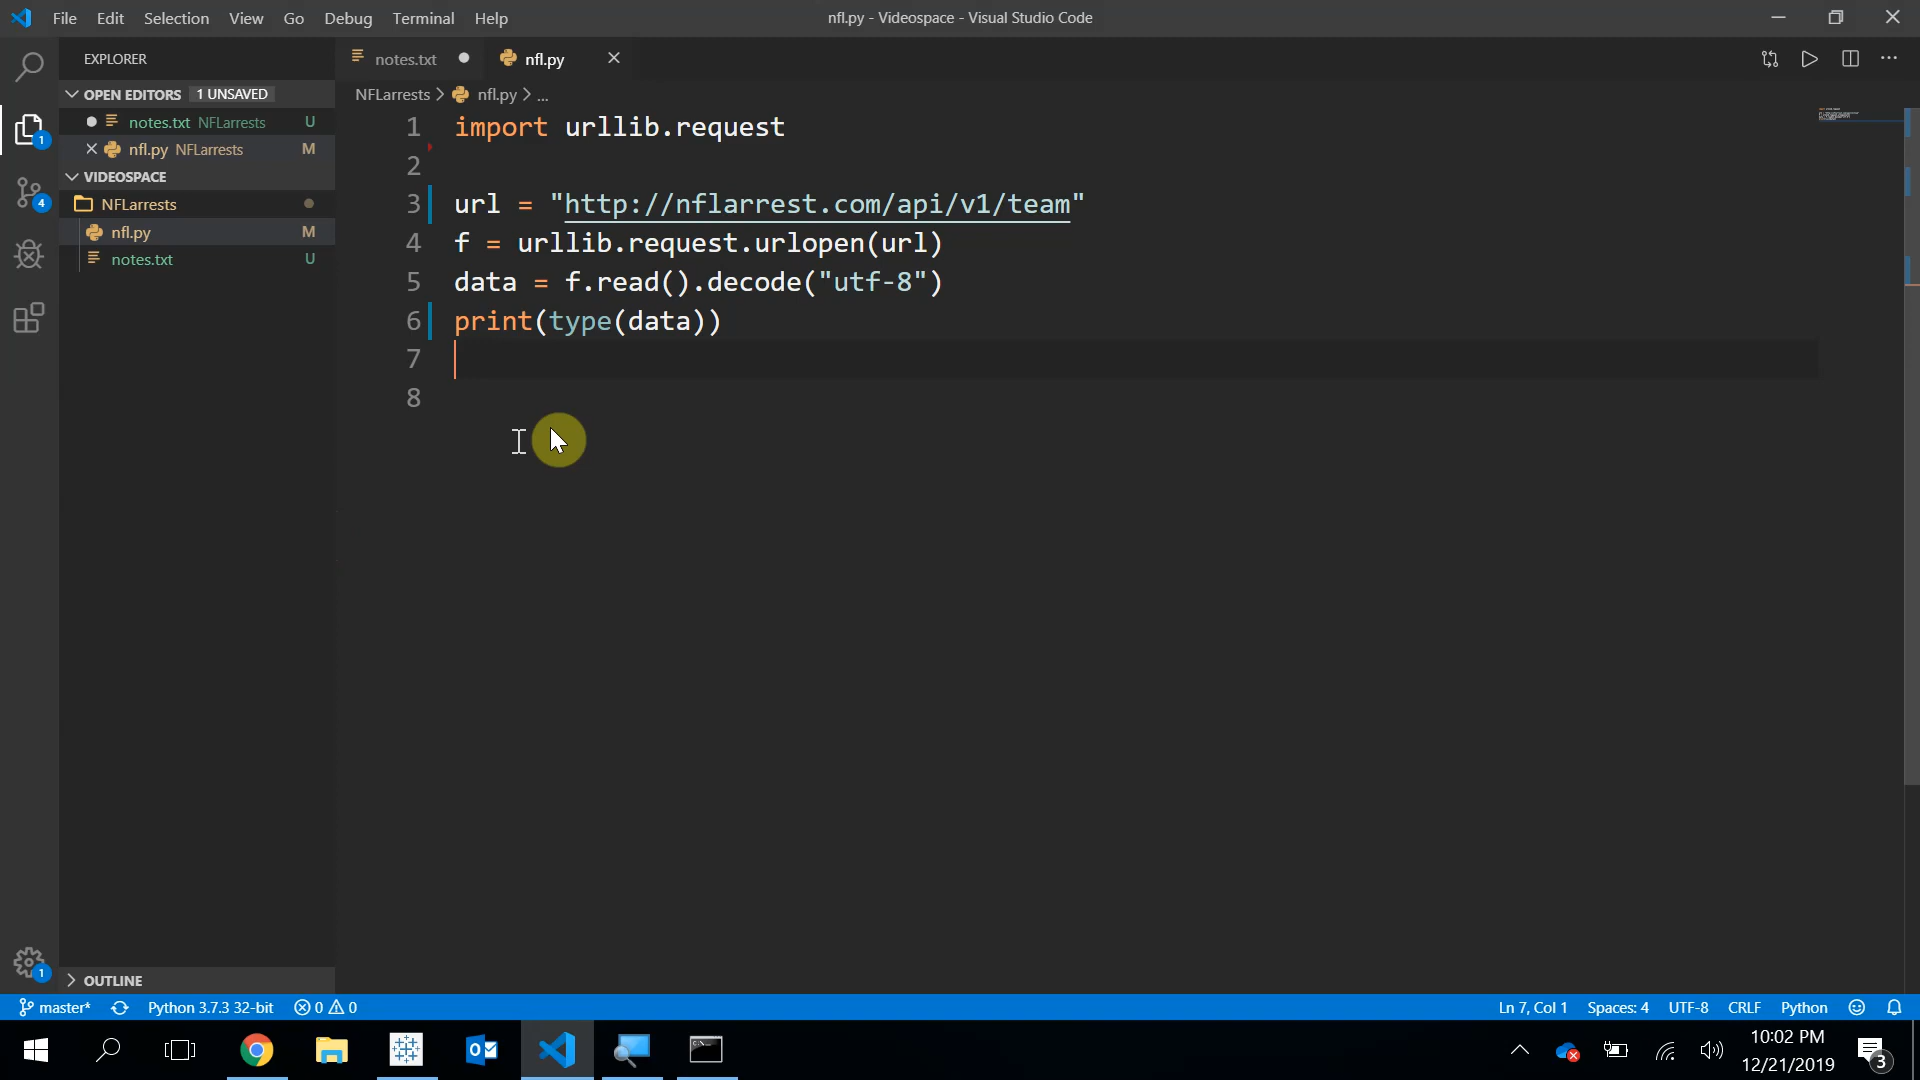 File Edit Selection View Go Debug Terminal Help
nfl.py - Videospace - Visual Studio Code
EXPLORER
OPEN EDITORS 1 UNSAVED
notes.txt NFLarrests U
nfl.py NFLarrests M
VIDEOSPACE
NFLarrests
nfl.py M
notes.txt U
OUTLINE
1
4
1
notes.txt
nfl.py
NFLarrests > nfl.py > ...
1 import urllib.request
2
3 url = "http://nflarrest.com/api/v1/team"
4 f = urllib.request.urlopen(url)
5 data = f.read().decode("utf-8")
6 print(type(data))
7
8
master* Python 3.7.3 32-bit 0 0
Ln 7, Col 1 Spaces: 4 UTF-8 CRLF Python
10:02 PM
12/21/2019
3